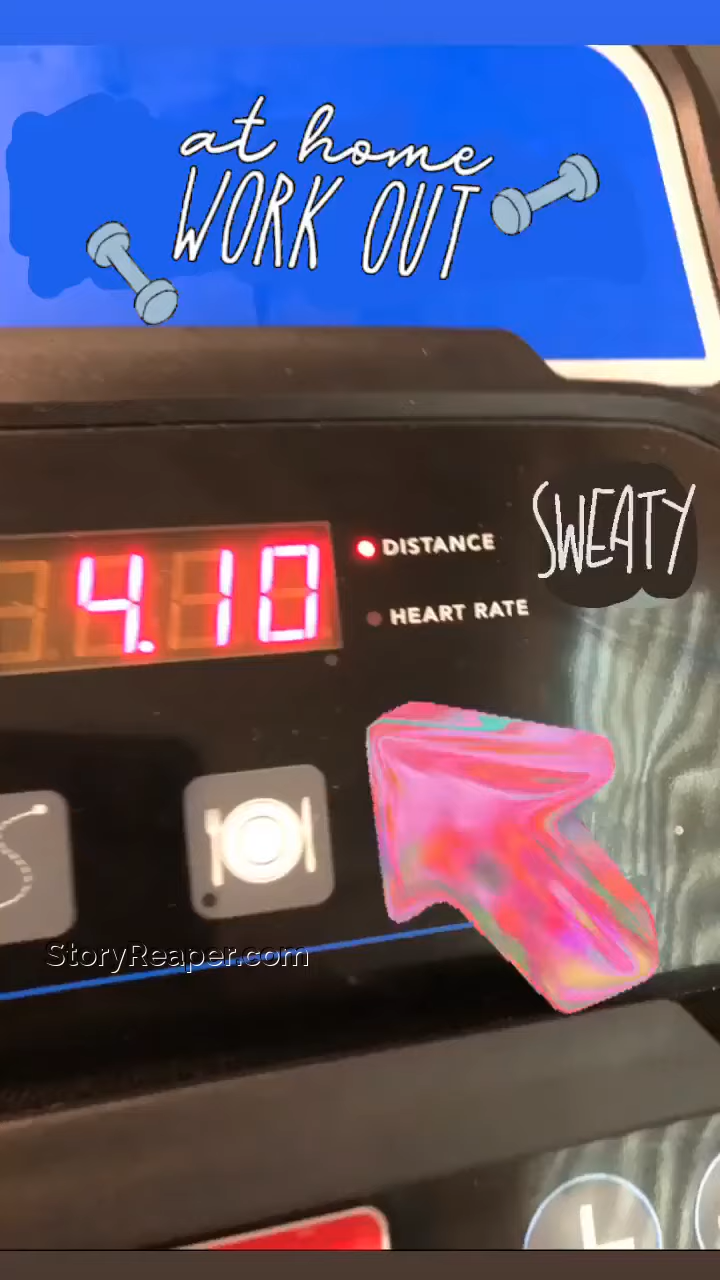 at home
WORK OUT
4.10
DISTANCE
SWEATY
HEART RATE
StoryReaper.com